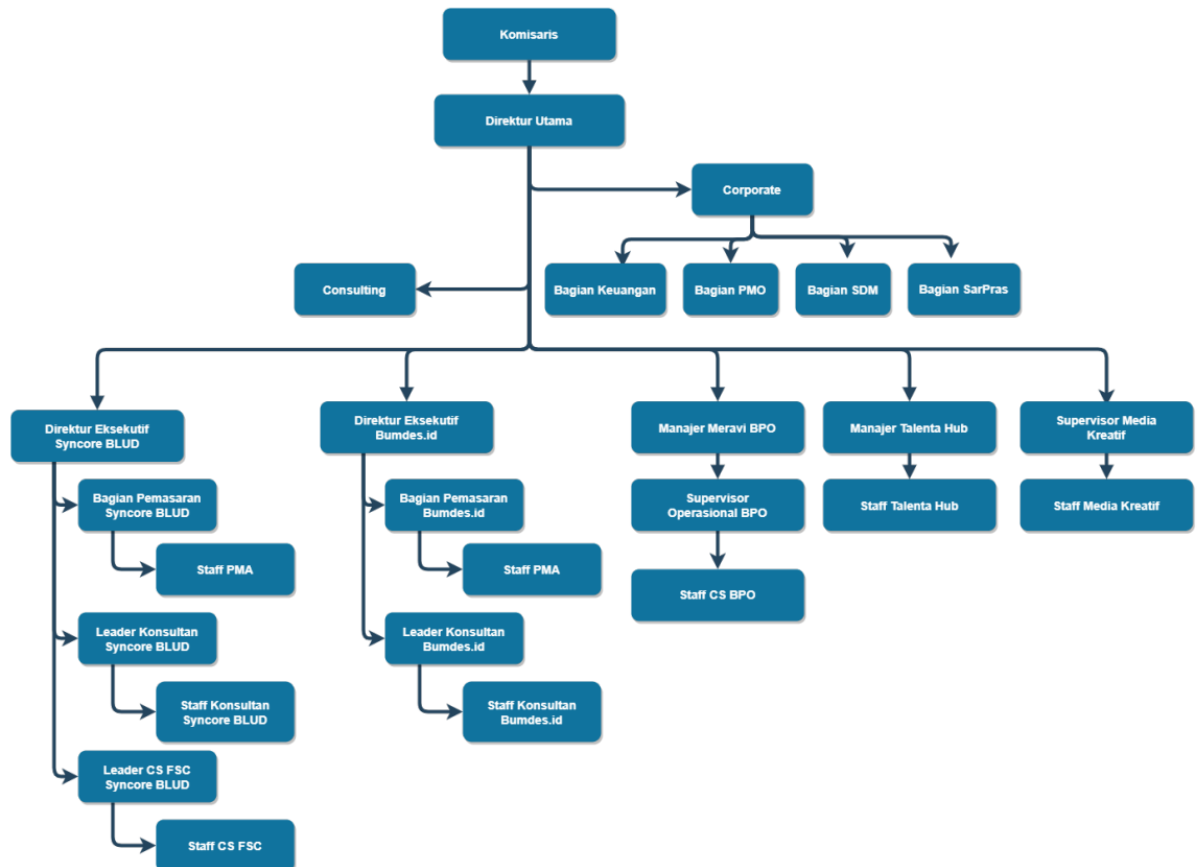 Komisaris
Direktur Utama
Corporate
Consulting
Bagian Keuangan
Bagian PMO
Bagian SDM
Bagian SarPras
Direktur Eksekutif
Syncore BLUD
Direktur Eksekutif
Bumdes.id
Manajer Meravi BPO
Manajer Talenta Hub
Supervisor Media
Kreatif
Bagian Pemasaran
Syncore BLUD
Bagian Pemasaran
Bumdes.id
Supervisor
Operasional BPO
Staff Talenta Hub
Staff Media Kreatif
Staff PMA
Staff PMA
Staff CS BPO
Leader Konsultan
Syncore BLUD
Leader Konsultan
Bumdes.id
Staff Konsultan
Syncore BLUD
Staff Konsultan
Bumdes.id
Leader CS FSC
Syncore BLUD
Staff CS FSC